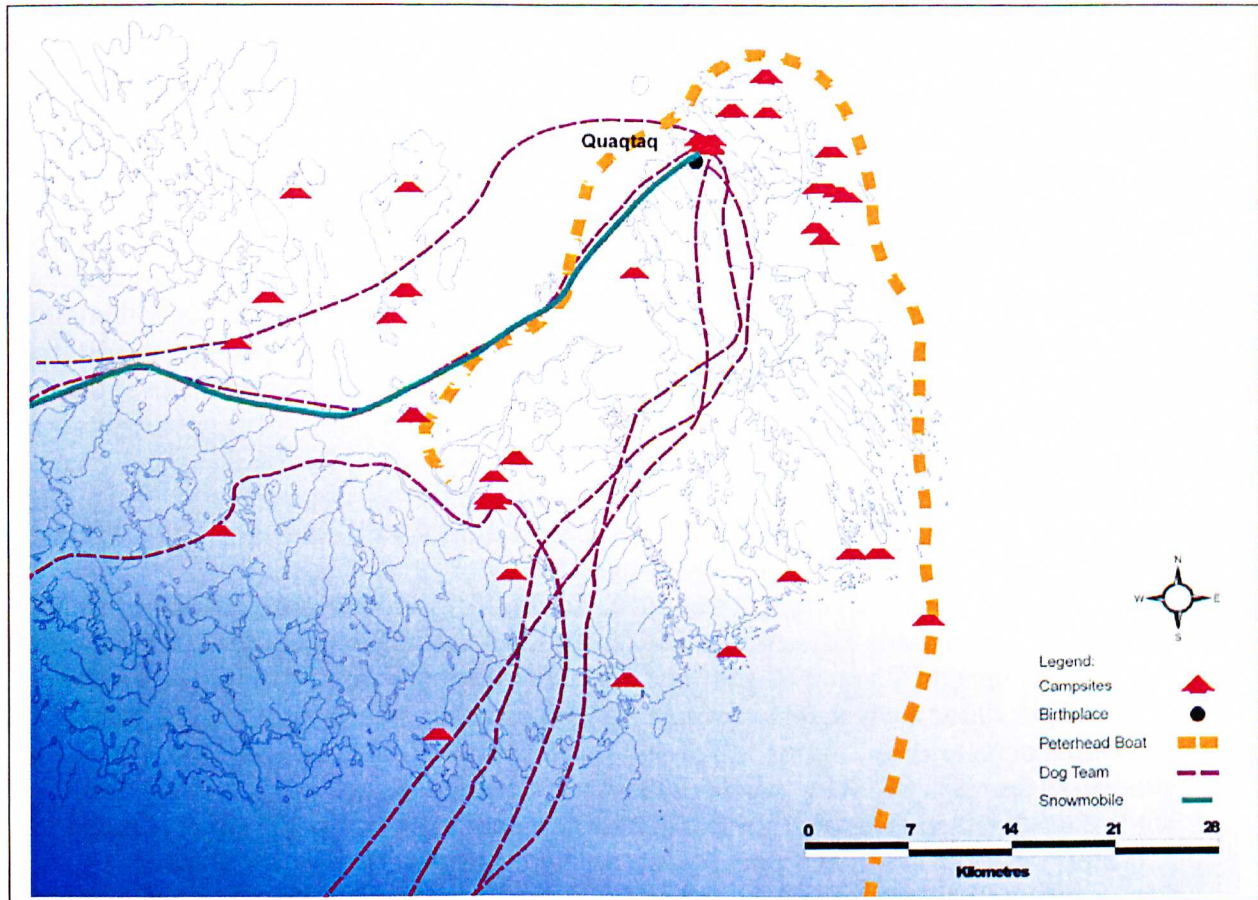 Quaqtaq
N
W E
S
Legend:
Campsites
Birthplace
Peterhead Boat
Dog Team
Snowmobile
0 7 14 21 28
Kilometres